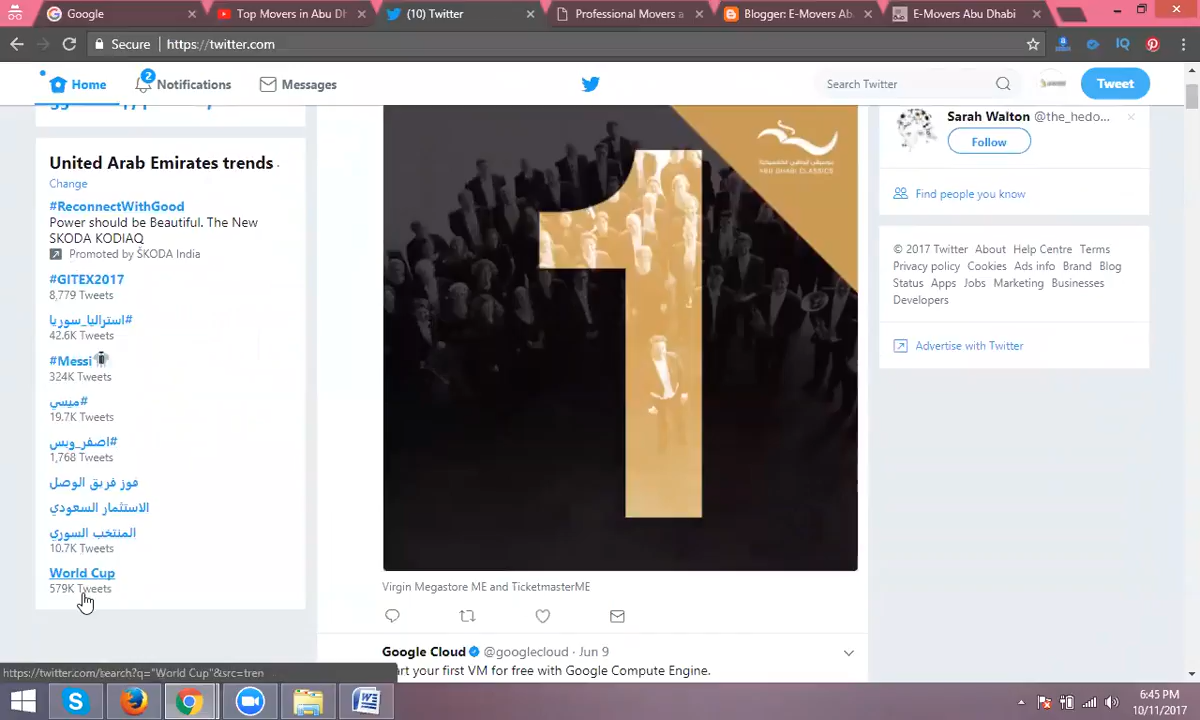 Google
Top Movers in Abu Dh
(10) Twitter
Professional Movers a
Blogger: E-Movers Ab
E-Movers Abu Dhabi
Secure
https://twitter.com
Home
2
Notifications
Messages
Search Twitter
Tweet
United Arab Emirates trends
Change
#ReconnectWithGood
Power should be Beautiful. The New
SKODA KODIAQ
Promoted by ŠKODA India
#GITEX2017
8,779 Tweets
#استراليا_سوريا
42.6K Tweets
#Messi
324K Tweets
#ميسي
19.7K Tweets
#اصفر_وبس
1,768 Tweets
فوز فريق الوصل
الاستثمار السعودي
المنتخب السوري
10.7K Tweets
World Cup
579K Tweets
ABU DHABI CLASSICS
1
Virgin Megastore ME and TicketmasterME
Google Cloud @googlecloud · Jun 9
art your first VM for free with Google Compute Engine.
Sarah Walton @the_hedo...
Follow
Find people you know
© 2017 Twitter About Help Centre Terms
Privacy policy Cookies Ads info Brand Blog
Status Apps Jobs Marketing Businesses
Developers
Advertise with Twitter
https://twitter.com/search?q="World Cup"&src=tren
6:45 PM
10/11/2017